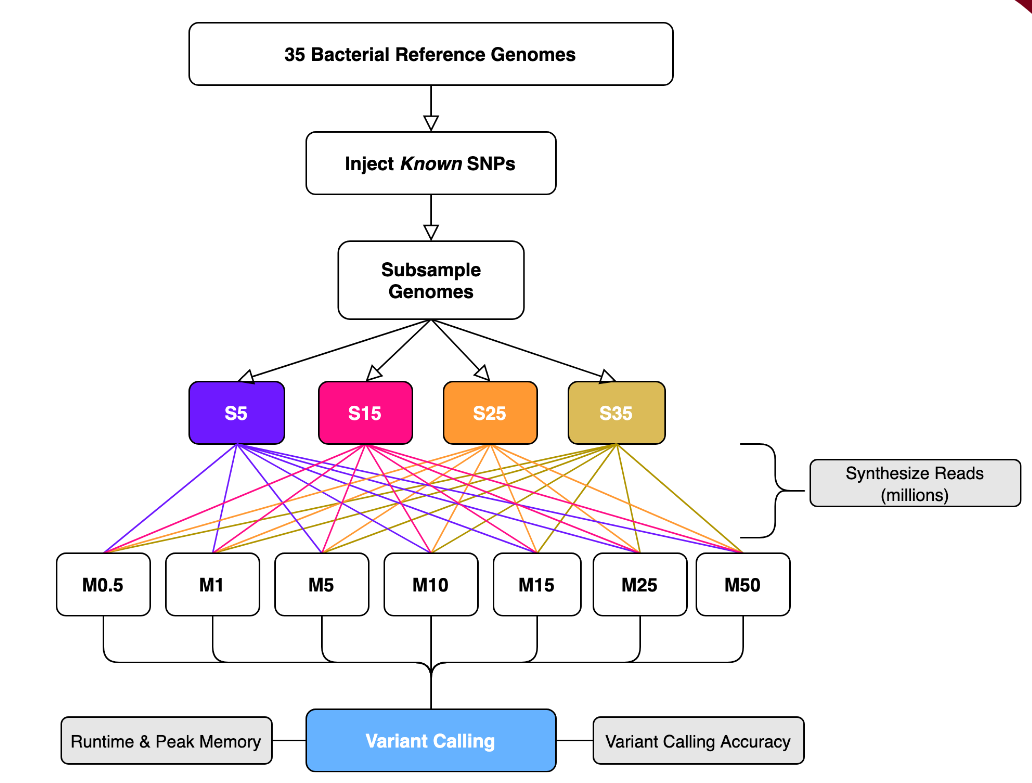 35 Bacterial Reference Genomes
Inject Known SNPs
Subsample
Genomes
S5
S15
S25
S35
Synthesize Reads
(millions)
M0.5
M1
M5
M10
M15
M25
M50
Runtime & Peak Memory
Variant Calling
Variant Calling Accuracy